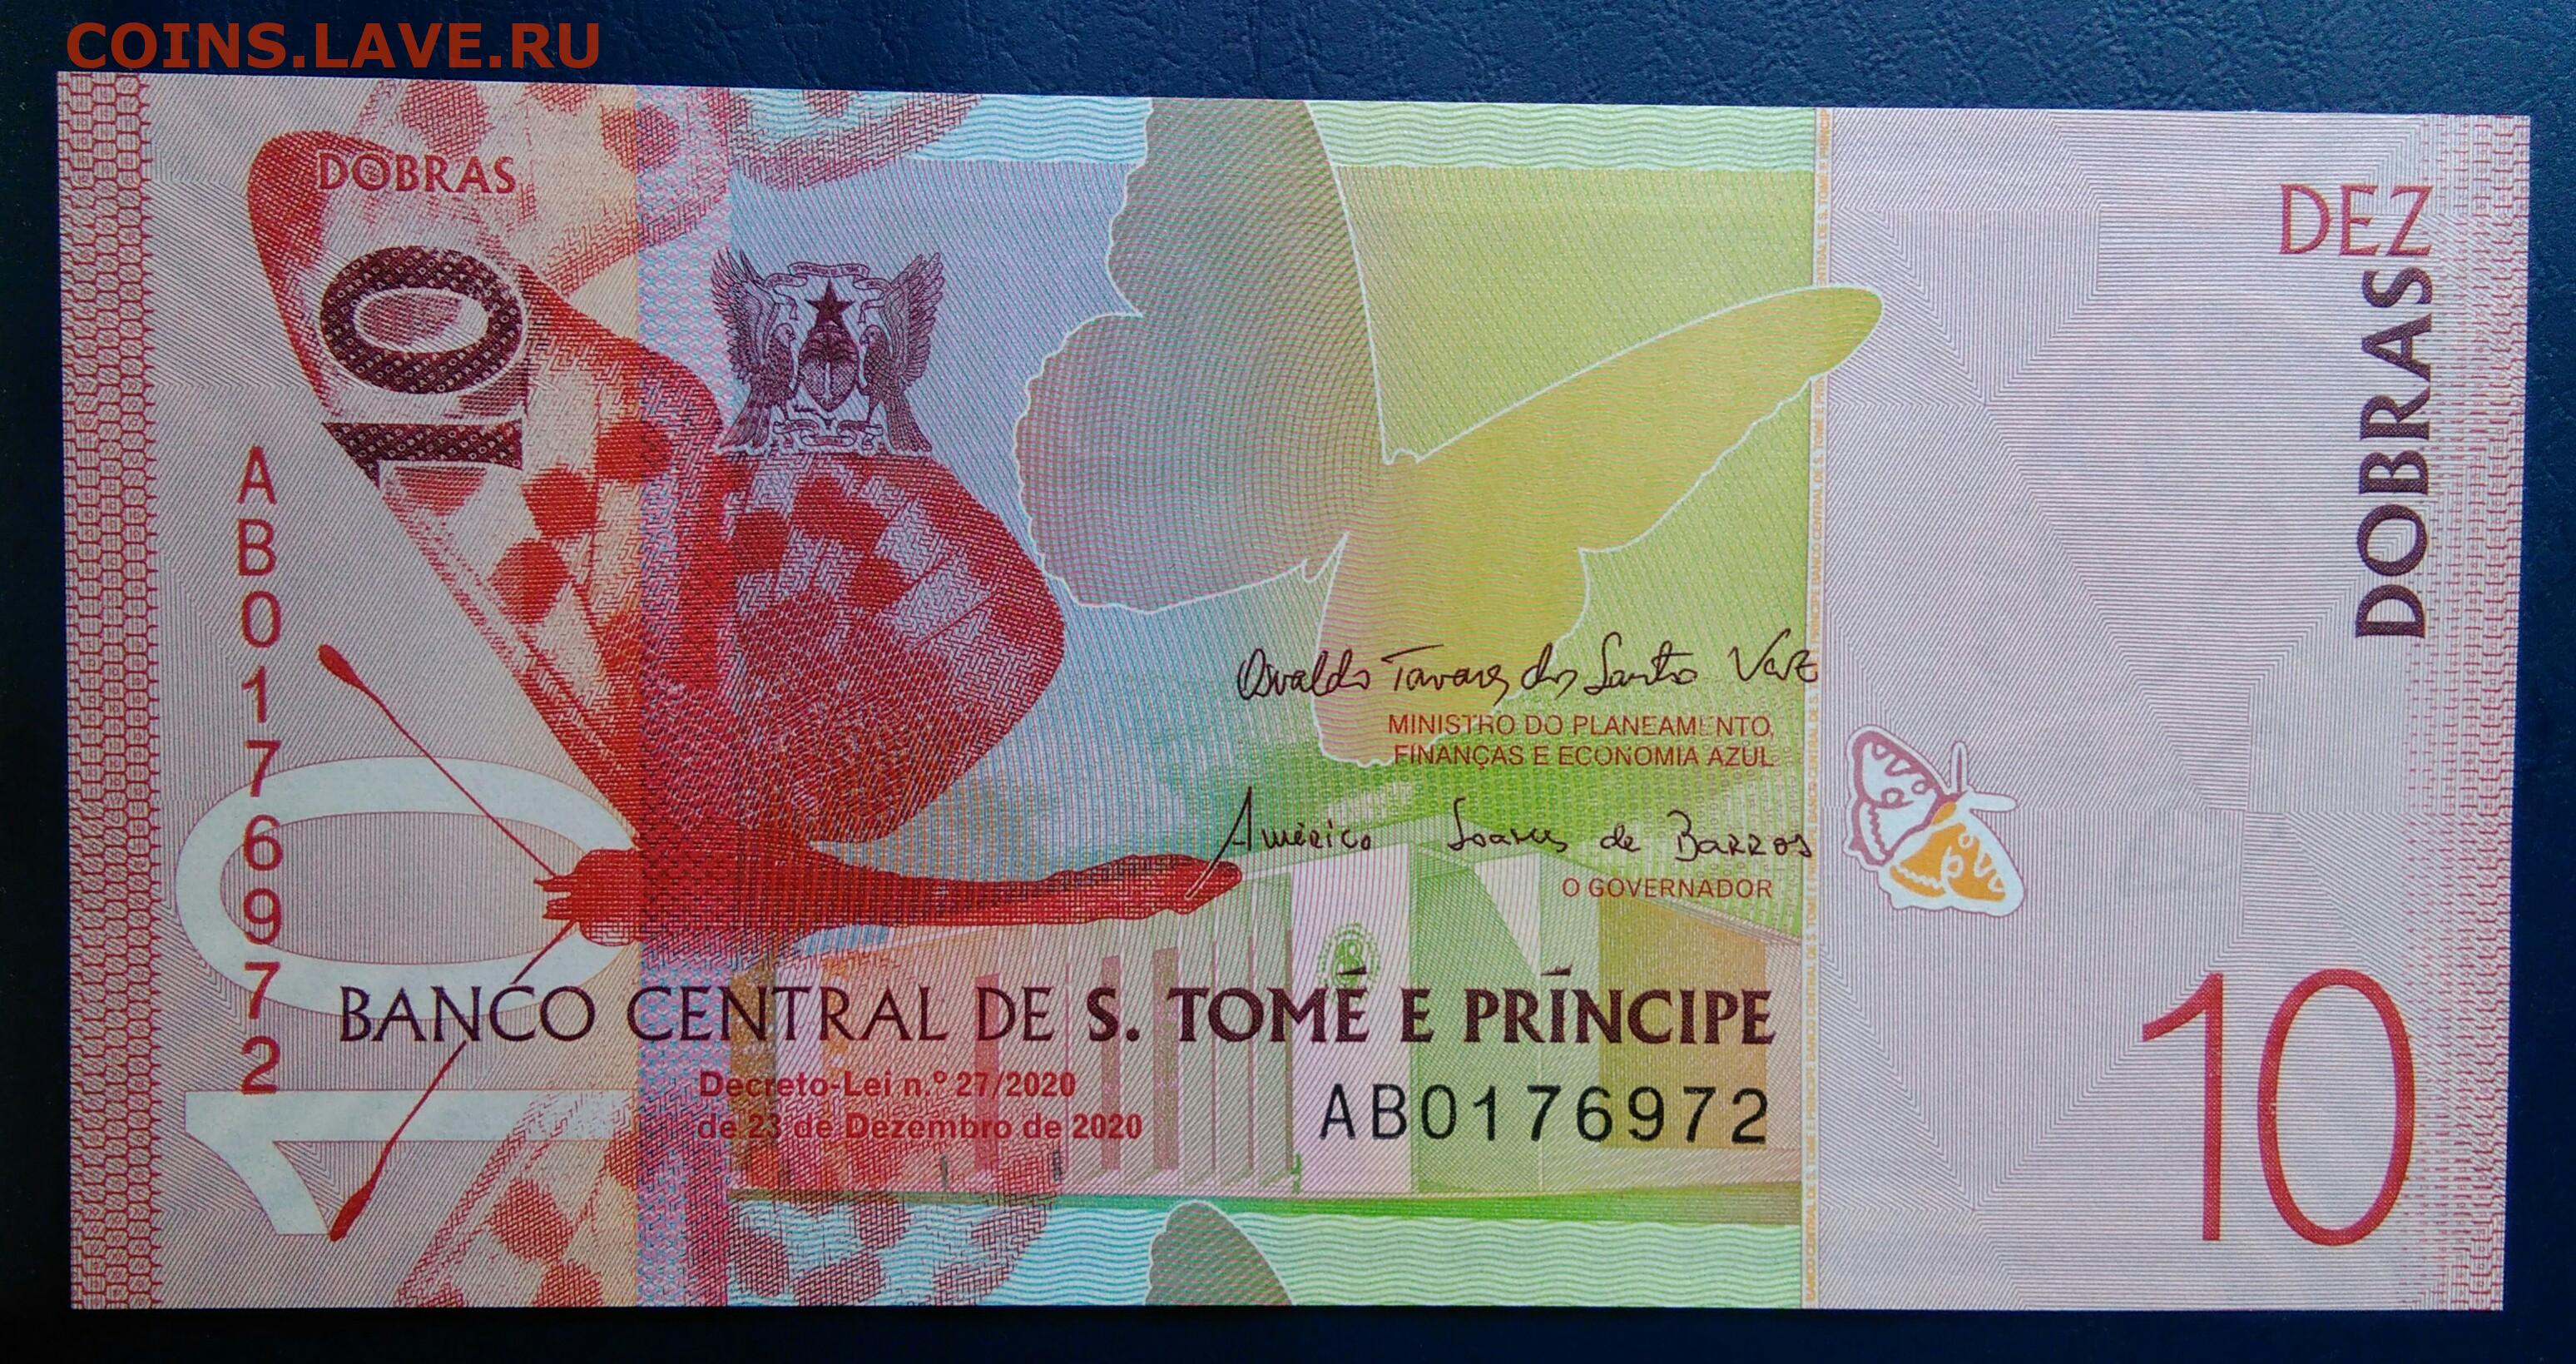 COINS.LAVE.RU
DOBRAS
10
AB0176972
DEZ
DOBRAS
Osvaldo Tavares dos Santos Vaz
MINISTRO DO PLANEAMENTO,
FINANÇAS E ECONOMIA AZUL
Américo Soares de Barros
O GOVERNADOR
10
BANCO CENTRAL DE S. TOMÉ E PRÍNCIPE
Decreto-Lei n.º 27/2020
de 23 de Dezembro de 2020
AB0176972
10